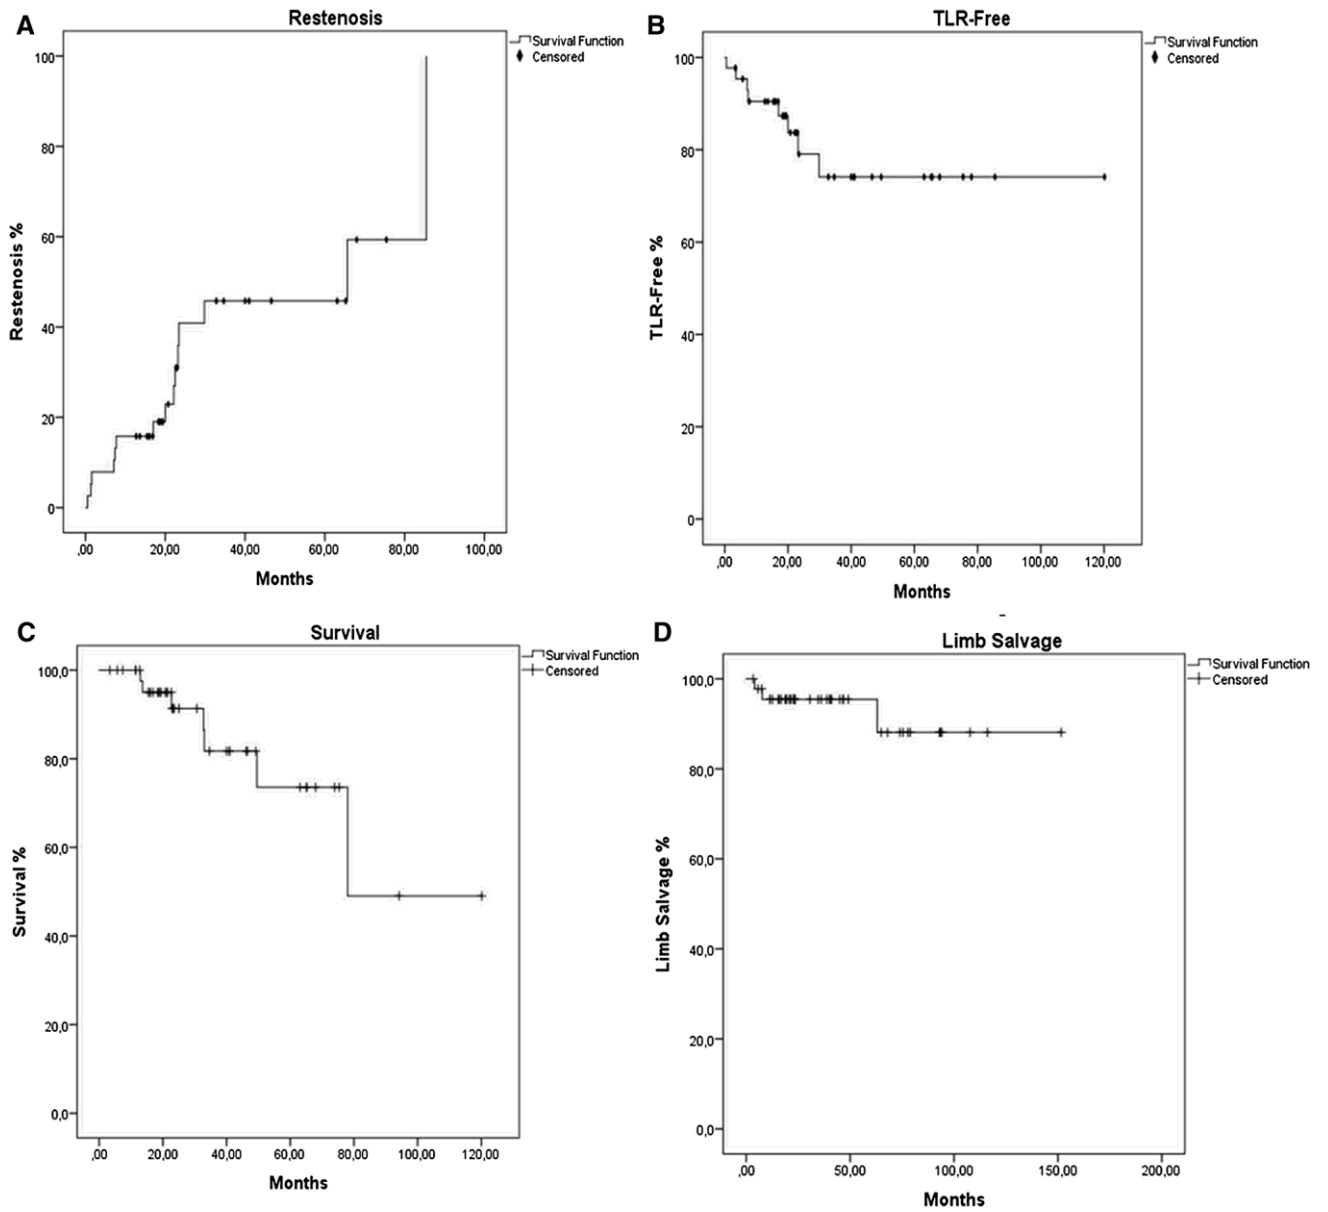 A
Restenosis
Survival Function
Censored
100
80
60
40
20
0
Restenosis %
,00 20,00 40,00 60,00 80,00 100,00
Months
B
TLR-Free
Survival Function
Censored
100
80
60
40
20
0
TLR-Free %
,00 20,00 40,00 60,00 80,00 100,00 120,00
Months
C
Survival
Survival Function
Censored
100,0
80,0
60,0
40,0
20,0
0,0
Survival %
,00 20,00 40,00 60,00 80,00 100,00 120,00
Months
D
Limb Salvage
Survival Function
Censored
100,0
80,0
60,0
40,0
20,0
0,0
Limb Salvage %
,00 50,00 100,00 150,00 200,00
Months